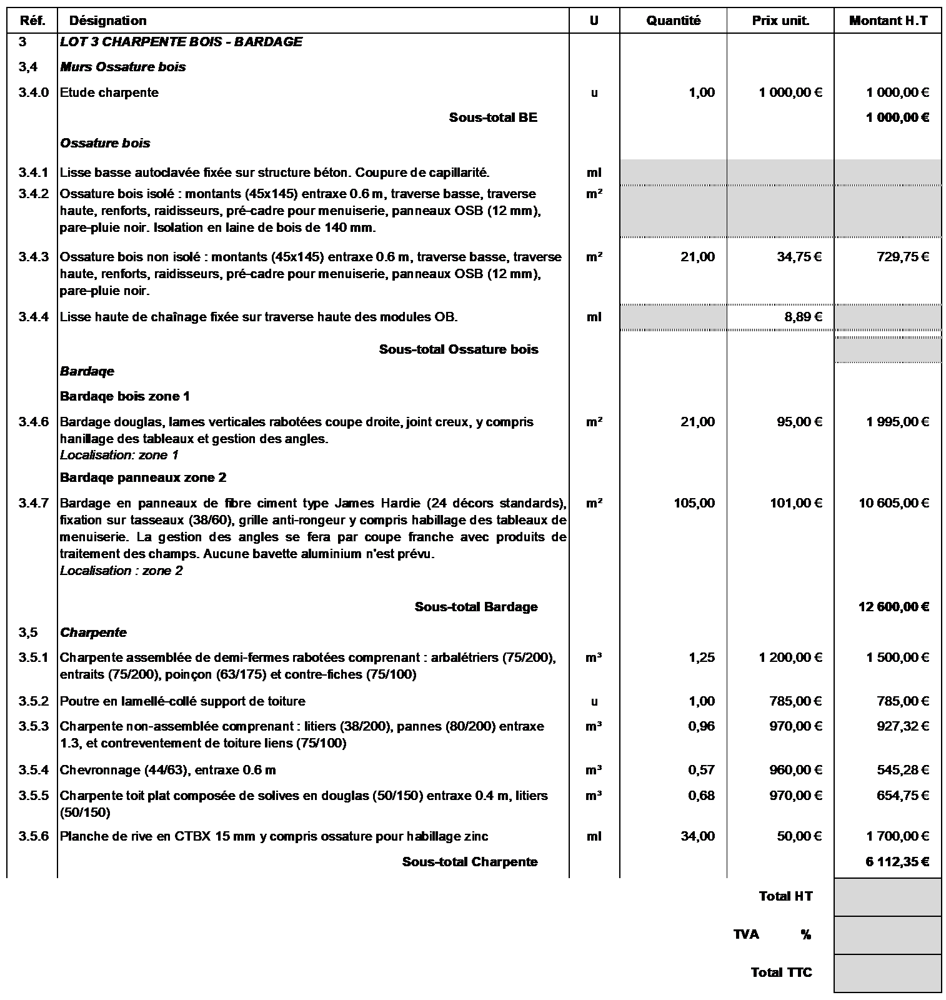 Réf. Désignation U Quantité Prix unit. Montant H.T
3 LOT 3 CHARPENTE BOIS - BARDAGE
3,4 Murs Ossature bois
3.4.0 Etude charpente u 1,00 1 000,00 € 1 000,00 €
Sous-total BE 1 000,00 €
Ossature bois
3.4.1 Lisse basse autoclavée fixée sur structure béton. Coupure de capillarité. ml
3.4.2 Ossature bois isolé : montants (45x145) entraxe 0.6 m, traverse basse, traverse m²
haute, renforts, raidisseurs, pré-cadre pour menuiserie, panneaux OSB (12 mm),
pare-pluie noir. Isolation en laine de bois de 140 mm.
3.4.3 Ossature bois non isolé : montants (45x145) entraxe 0.6 m, traverse basse, traverse m² 21,00 34,75 € 729,75 €
haute, renforts, raidisseurs, pré-cadre pour menuiserie, panneaux OSB (12 mm),
pare-pluie noir.
3.4.4 Lisse haute de chaînage fixée sur traverse haute des modules OB. ml 8,89 €
Sous-total Ossature bois
Bardage
Bardage bois zone 1
3.4.6 Bardage douglas, lames verticales rabotées coupe droite, joint creux, y compris m² 21,00 95,00 € 1 995,00 €
hanillage des tableaux et gestion des angles.
Localisation: zone 1
Bardage panneaux zone 2
3.4.7 Bardage en panneaux de fibre ciment type James Hardie (24 décors standards), m² 105,00 101,00 € 10 605,00 €
fixation sur tasseaux (38/60), grille anti-rongeur y compris habillage des tableaux de
menuiserie. La gestion des angles se fera par coupe franche avec produits de
traitement des champs. Aucune bavette aluminium n'est prévu.
Localisation : zone 2
Sous-total Bardage 12 600,00 €
3,5 Charpente
3.5.1 Charpente assemblée de demi-fermes rabotées comprenant : arbalétriers (75/200), m³ 1,25 1 200,00 € 1 500,00 €
entraits (75/200), poinçon (63/175) et contre-fiches (75/100)
3.5.2 Poutre en lamellé-collé support de toiture u 1,00 785,00 € 785,00 €
3.5.3 Charpente non-assemblée comprenant : litiers (38/200), pannes (80/200) entraxe m³ 0,96 970,00 € 927,32 €
1.3, et contreventement de toiture liens (75/100)
3.5.4 Chevronnage (44/63), entraxe 0.6 m m³ 0,57 960,00 € 545,28 €
3.5.5 Charpente toit plat composée de solives en douglas (50/150) entraxe 0.4 m, litiers m³ 0,68 970,00 € 654,75 €
(50/150)
3.5.6 Planche de rive en CTBX 15 mm y compris ossature pour habillage zinc ml 34,00 50,00 € 1 700,00 €
Sous-total Charpente 6 112,35 €
Total HT
TVA %
Total TTC